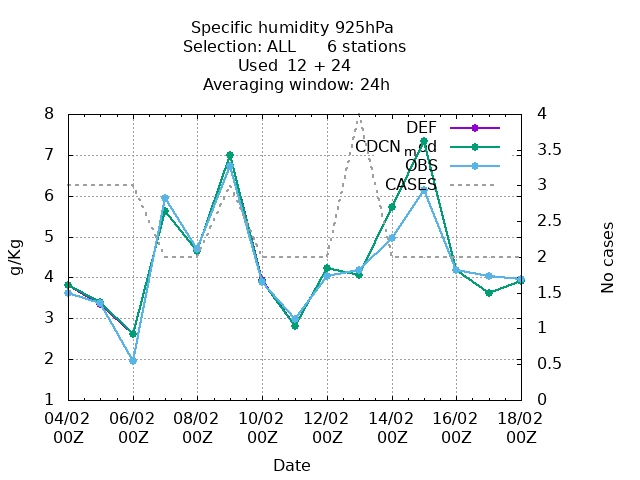 Specific humidity 925hPa
Selection: ALL 6 stations
Used 12 + 24
Averaging window: 24h
8 4
DEF
7 3.5
CDCN
OBS
6 3
CASES
5 2.5
g/Kg No cases
4 2
1.5
3
1
2
0.5
1 0
04/02 06/02 08/02 10/02 12/02 14/02 16/02 18/02
00Z 00Z 00Z 00Z 00Z 00Z 00Z 00Z
Date